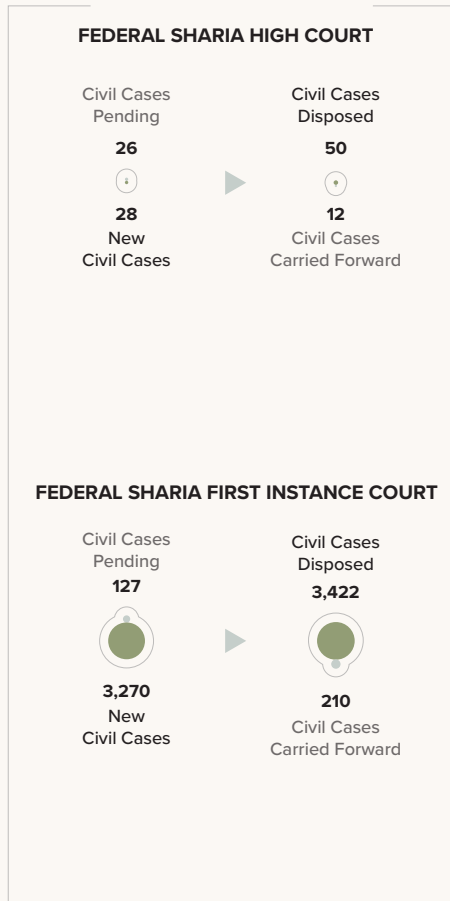 FEDERAL SHARIA HIGH COURT
Civil Cases
Pending
26
28
New
Civil Cases
Civil Cases
Disposed
50
12
Civil Cases
Carried Forward
FEDERAL SHARIA FIRST INSTANCE COURT
Civil Cases
Pending
127
3,270
New
Civil Cases
Civil Cases
Disposed
3,422
210
Civil Cases
Carried Forward